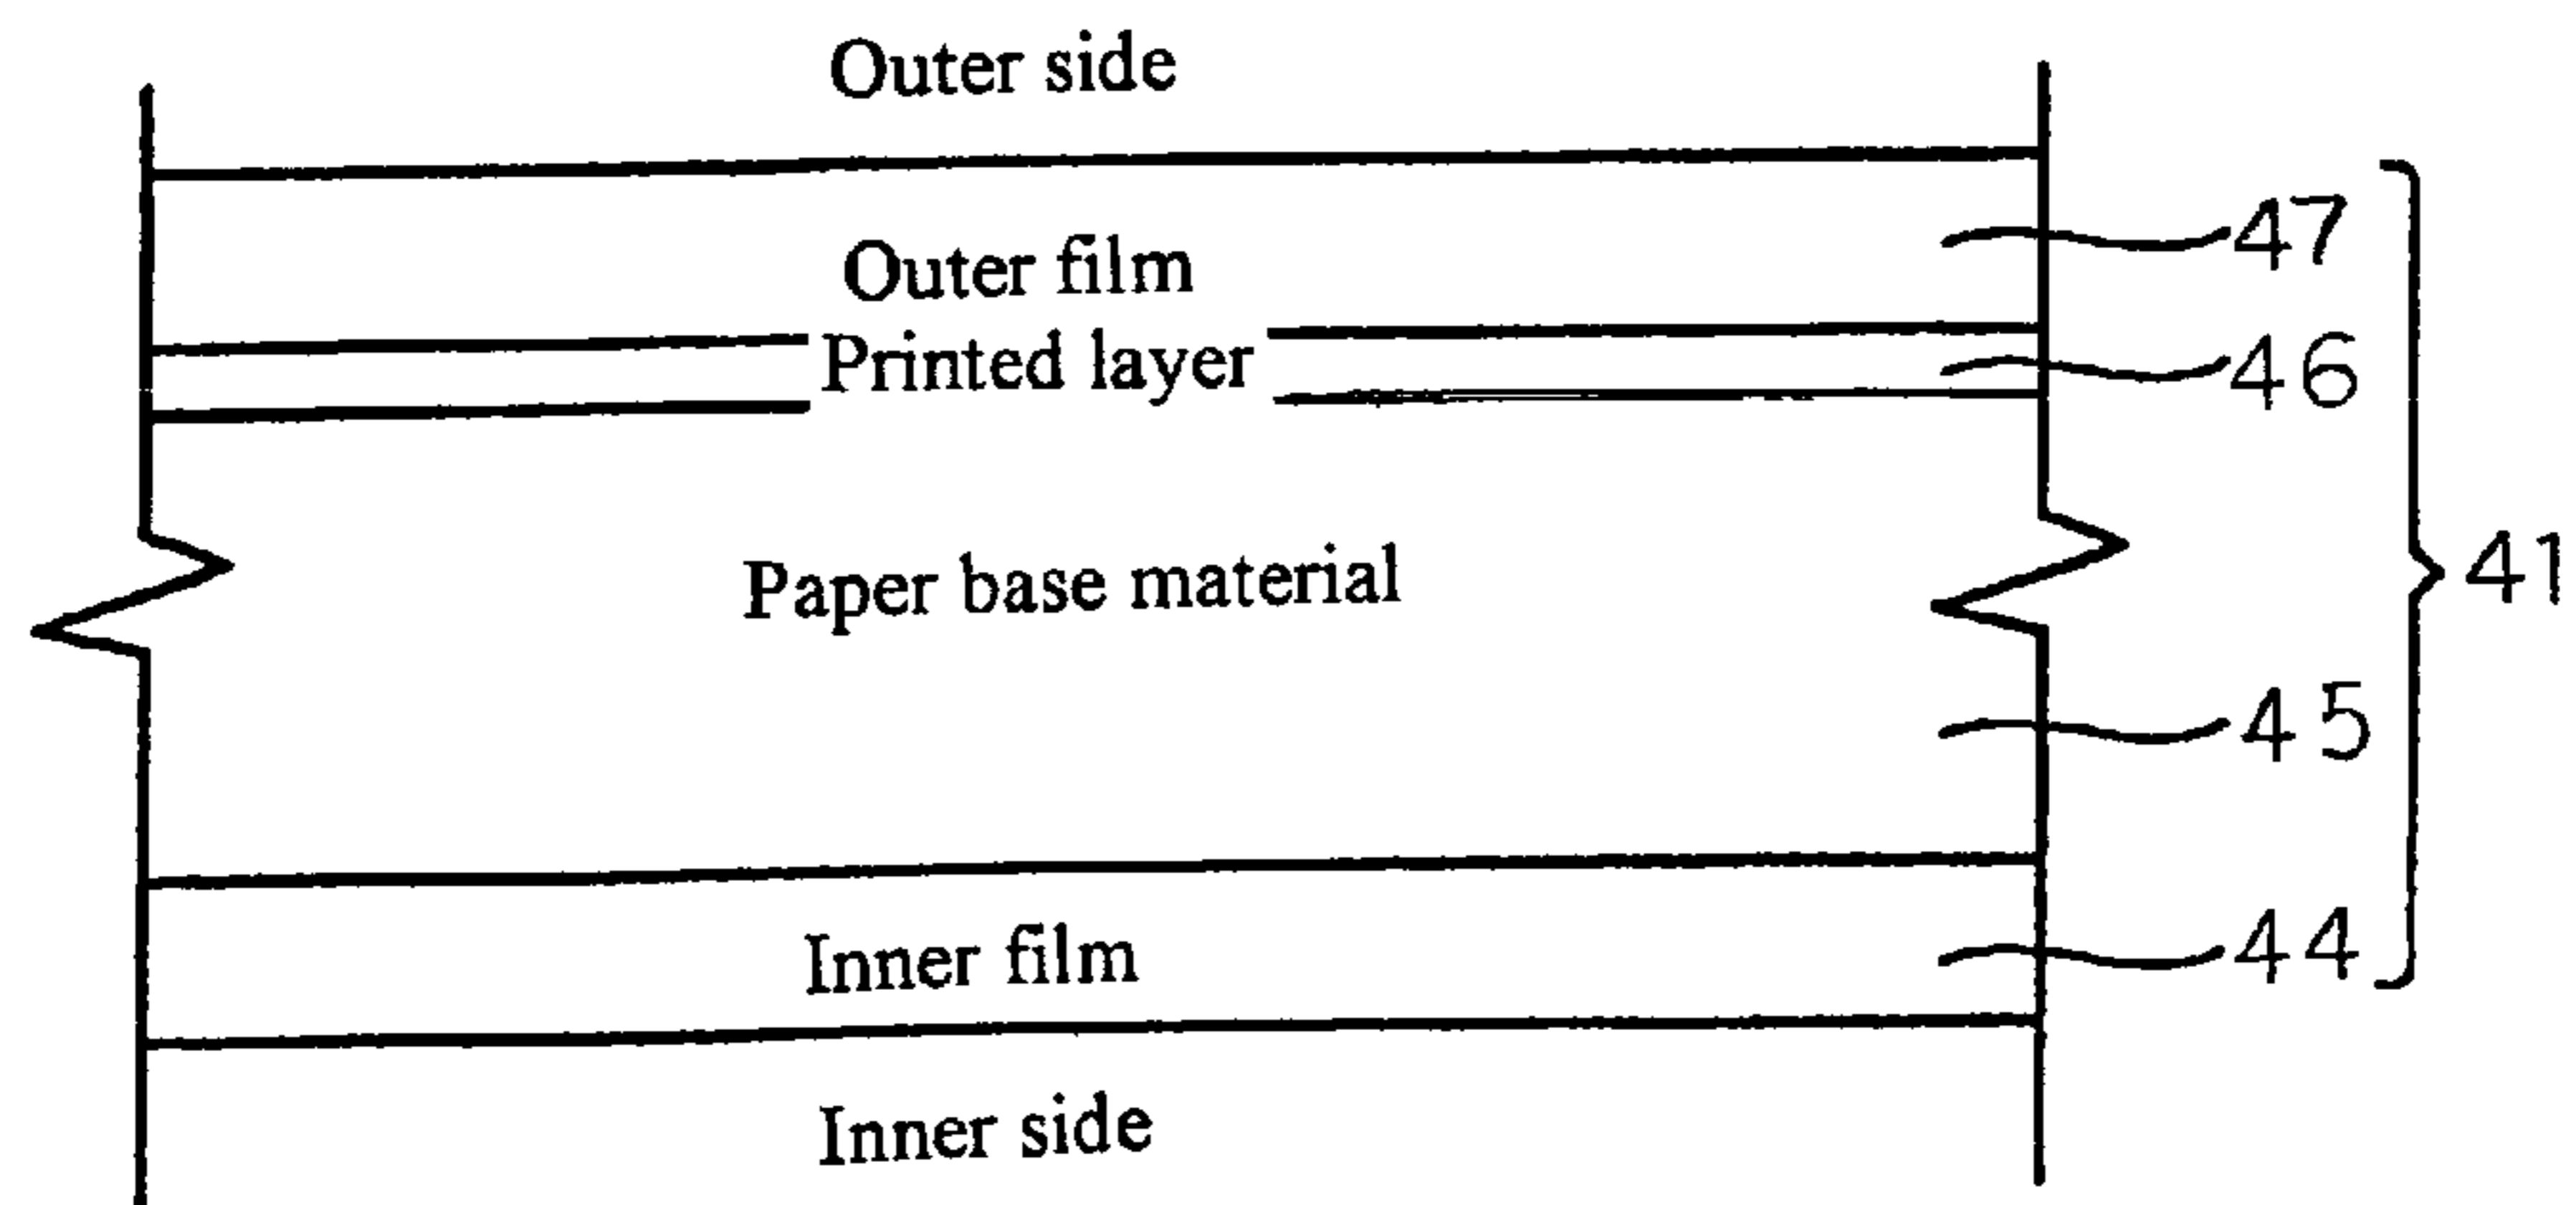 Outer side
Outer film
47
Printed layer
46
Paper base material
41
45
Inner film
44
Inner side